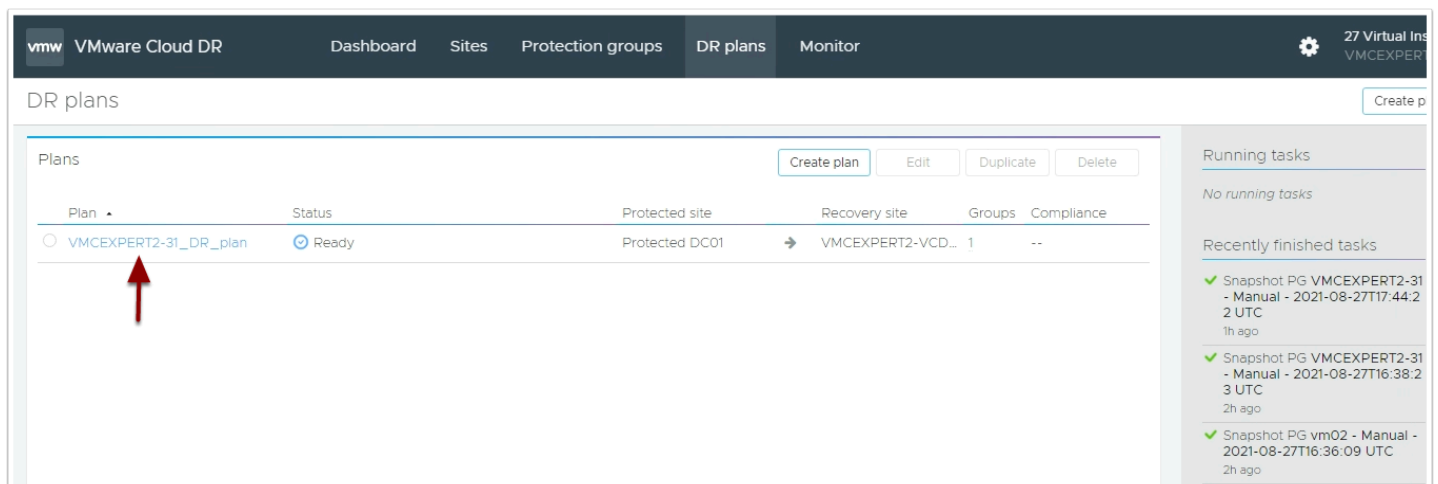 vmw VMware Cloud DR Dashboard Sites Protection groups DR plans Monitor
27 Virtual Ins
VMCEXPERT
DR plans
Create p
Plans
Create plan Edit Duplicate Delete
Plan Status Protected site Recovery site Groups Compliance
VMCEXPERT2-31_DR_plan Ready Protected DC01 VMCEXPERT2-VCD... 1 --
Running tasks
No running tasks
Recently finished tasks
Snapshot PG VMCEXPERT2-31
- Manual - 2021-08-27T17:44:2
2 UTC
1h ago
Snapshot PG VMCEXPERT2-31
- Manual - 2021-08-27T16:38:2
3 UTC
2h ago
Snapshot PG vm02 - Manual -
2021-08-27T16:36:09 UTC
2h ago